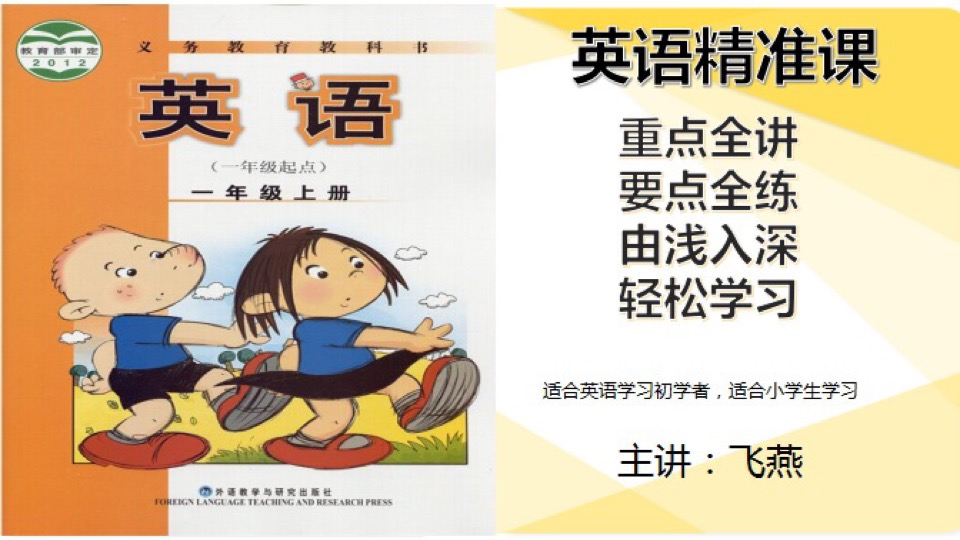 教育部审定
2012
义务教育教科书
英语
（一年级起点）
一年级上册
外语教学与研究出版社
FOREIGN LANGUAGE TEACHING AND RESEARCH PRESS
英语精准课
重点全讲
要点全练
由浅入深
轻松学习
适合英语学习初学者，适合小学生学习
主讲：飞燕